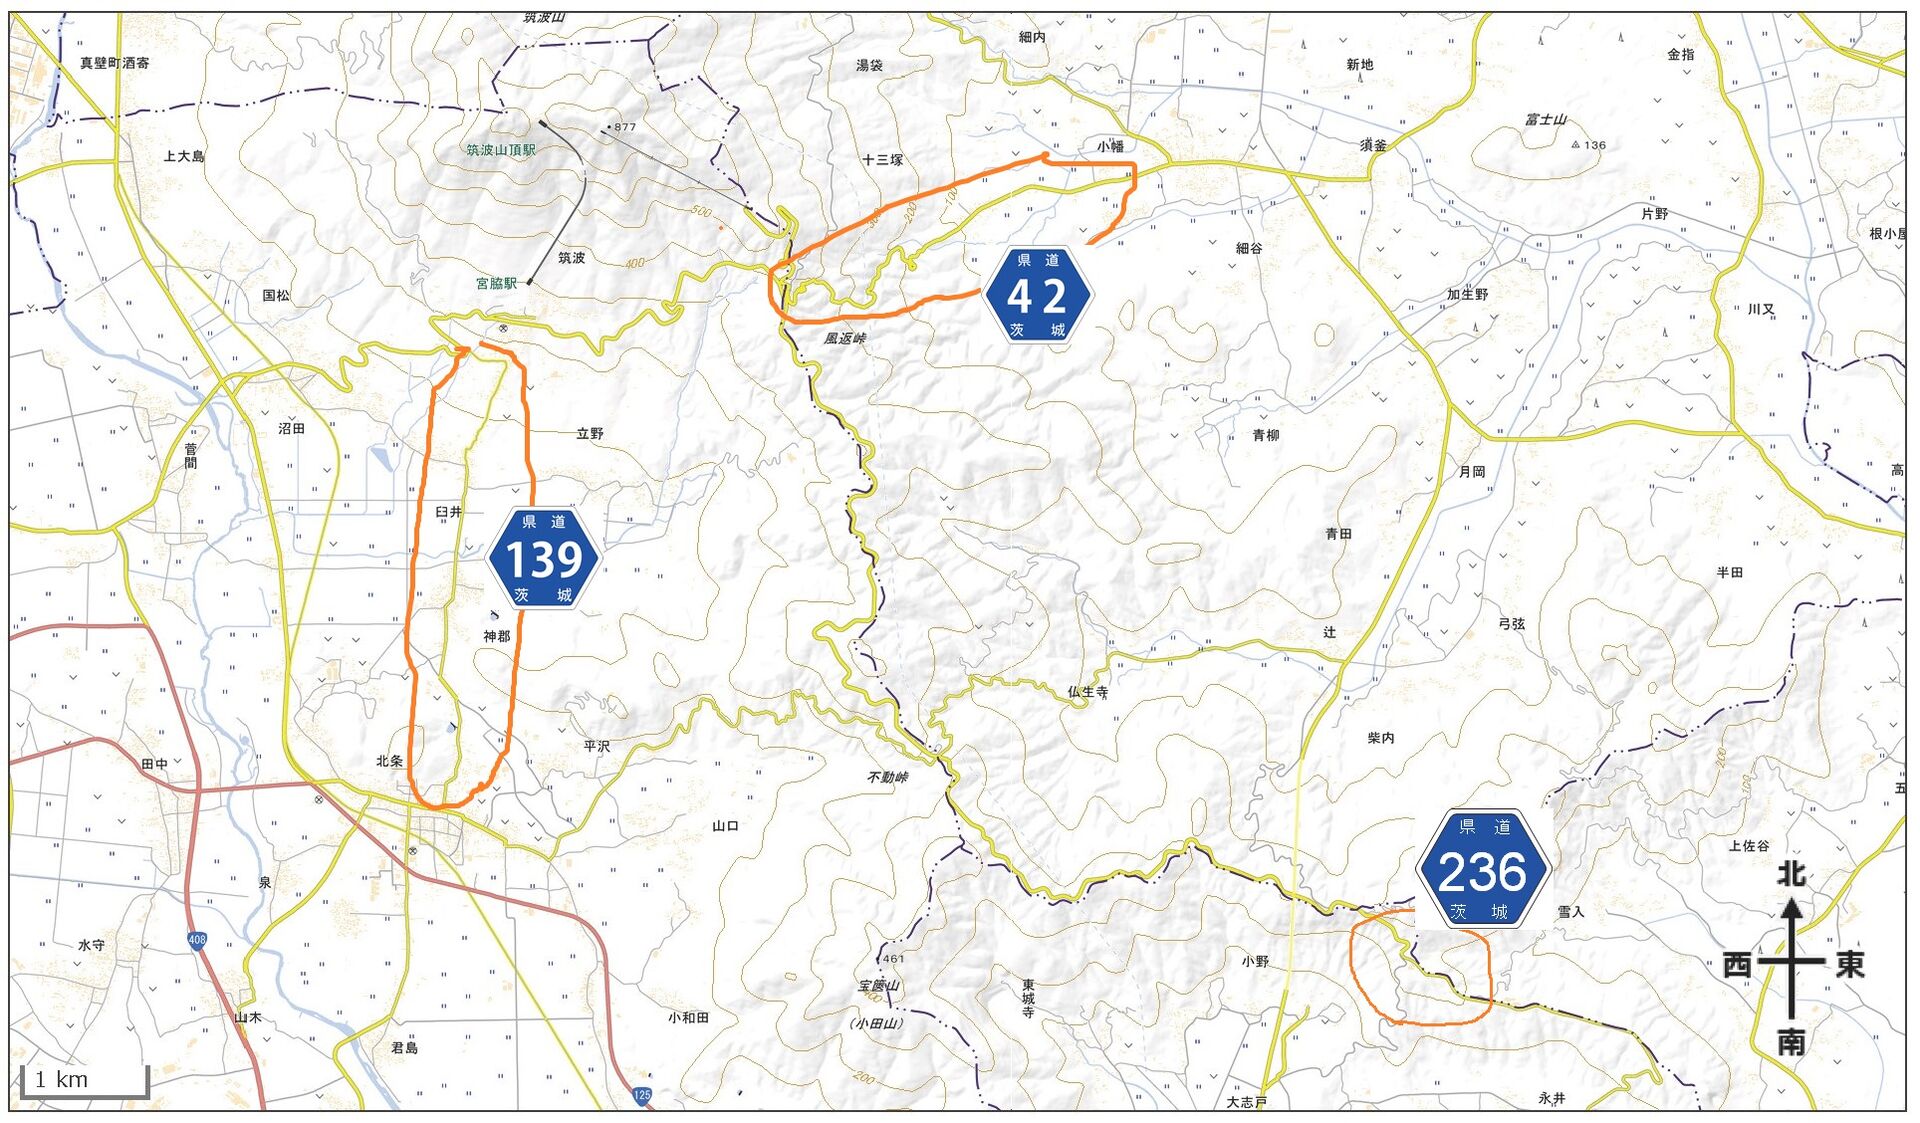 筑波山
細内
真壁町酒寄
湯袋
新地
金指
877
富士山
136
上大島
筑波山頂駅
十三塚
小幡
須釜
500
300
200
100
片野
根小屋
細谷
400
筑波
宮脇駅
国松
県道
42
茨城
加生野
川又
風返峠
沼田
立野
青柳
菅間
月岡
高
臼井
県道
139
茨城
青田
半田
神郡
弓弦
辻
仏生寺
平沢
柴内
北条
田中
不動峠
200
100
五
山口
県道
236
茨城
上佐谷
北
泉
雪入
408
水守
461
小野
西
東
宝篋山
400
(小田山)
東城寺
山木
小和田
南
君島
1 km
200
125
大志戸
永井